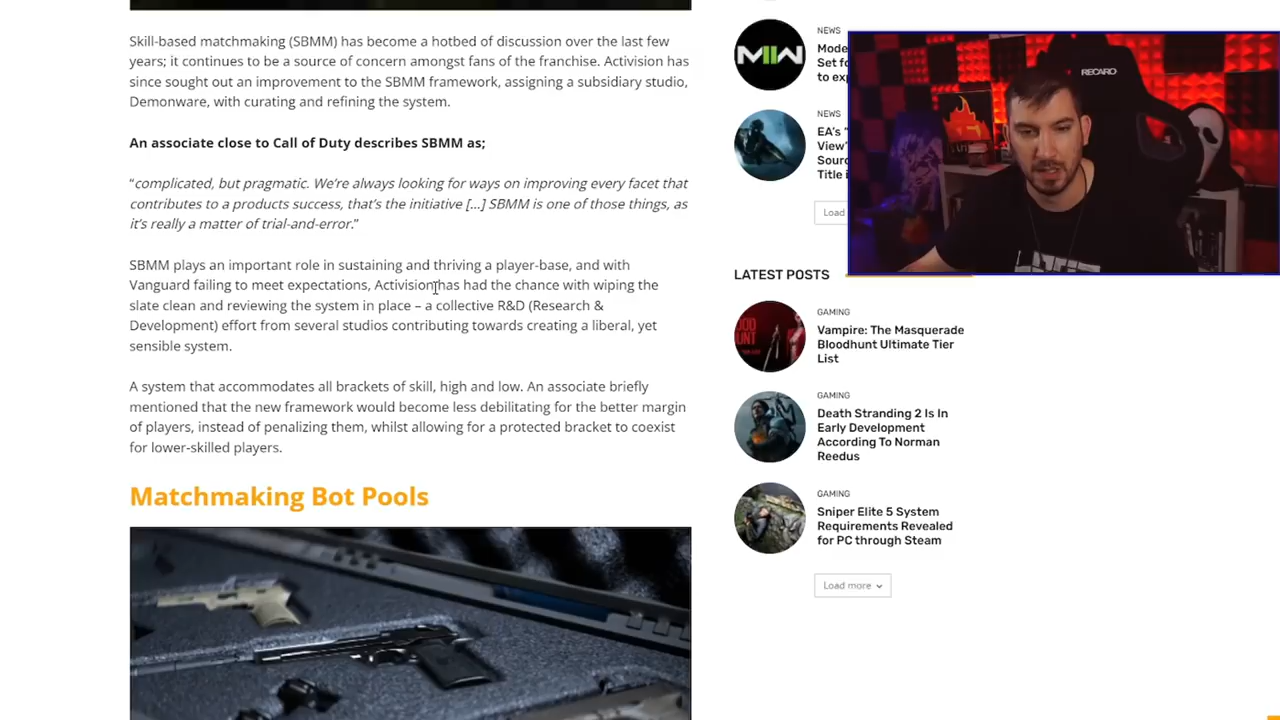 Skill-based matchmaking (SBMM) has become a hotbed of discussion over the last few
years; it continues to be a source of concern amongst fans of the franchise. Activision has
since sought out an improvement to the SBMM framework, assigning a subsidiary studio,
Demonware, with curating and refining the system.
An associate close to Call of Duty describes SBMM as;
“complicated, but pragmatic. We’re always looking for ways on improving every facet that
contributes to a products success, that’s the initiative [...] SBMM is one of those things, as
it’s really a matter of trial-and-error.”
SBMM plays an important role in sustaining and thriving a player-base, and with
Vanguard failing to meet expectations, Activision has had the chance with wiping the
slate clean and reviewing the system in place – a collective R&D (Research &
Development) effort from several studios contributing towards creating a liberal, yet
sensible system.
A system that accommodates all brackets of skill, high and low. An associate briefly
mentioned that the new framework would become less debilitating for the better margin
of players, instead of penalizing them, whilst allowing for a protected bracket to coexist
for lower-skilled players.
Matchmaking Bot Pools
NEWS
MIIW
Mode
Set fo
to exp
NEWS
EA’s “
View”
Sourc
Title i
Load
RECARO
LATEST POSTS
GAMING
Vampire: The Masquerade
Bloodhunt Ultimate Tier
List
GAMING
Death Stranding 2 Is In
Early Development
According To Norman
Reedus
GAMING
Sniper Elite 5 System
Requirements Revealed
for PC through Steam
Load more